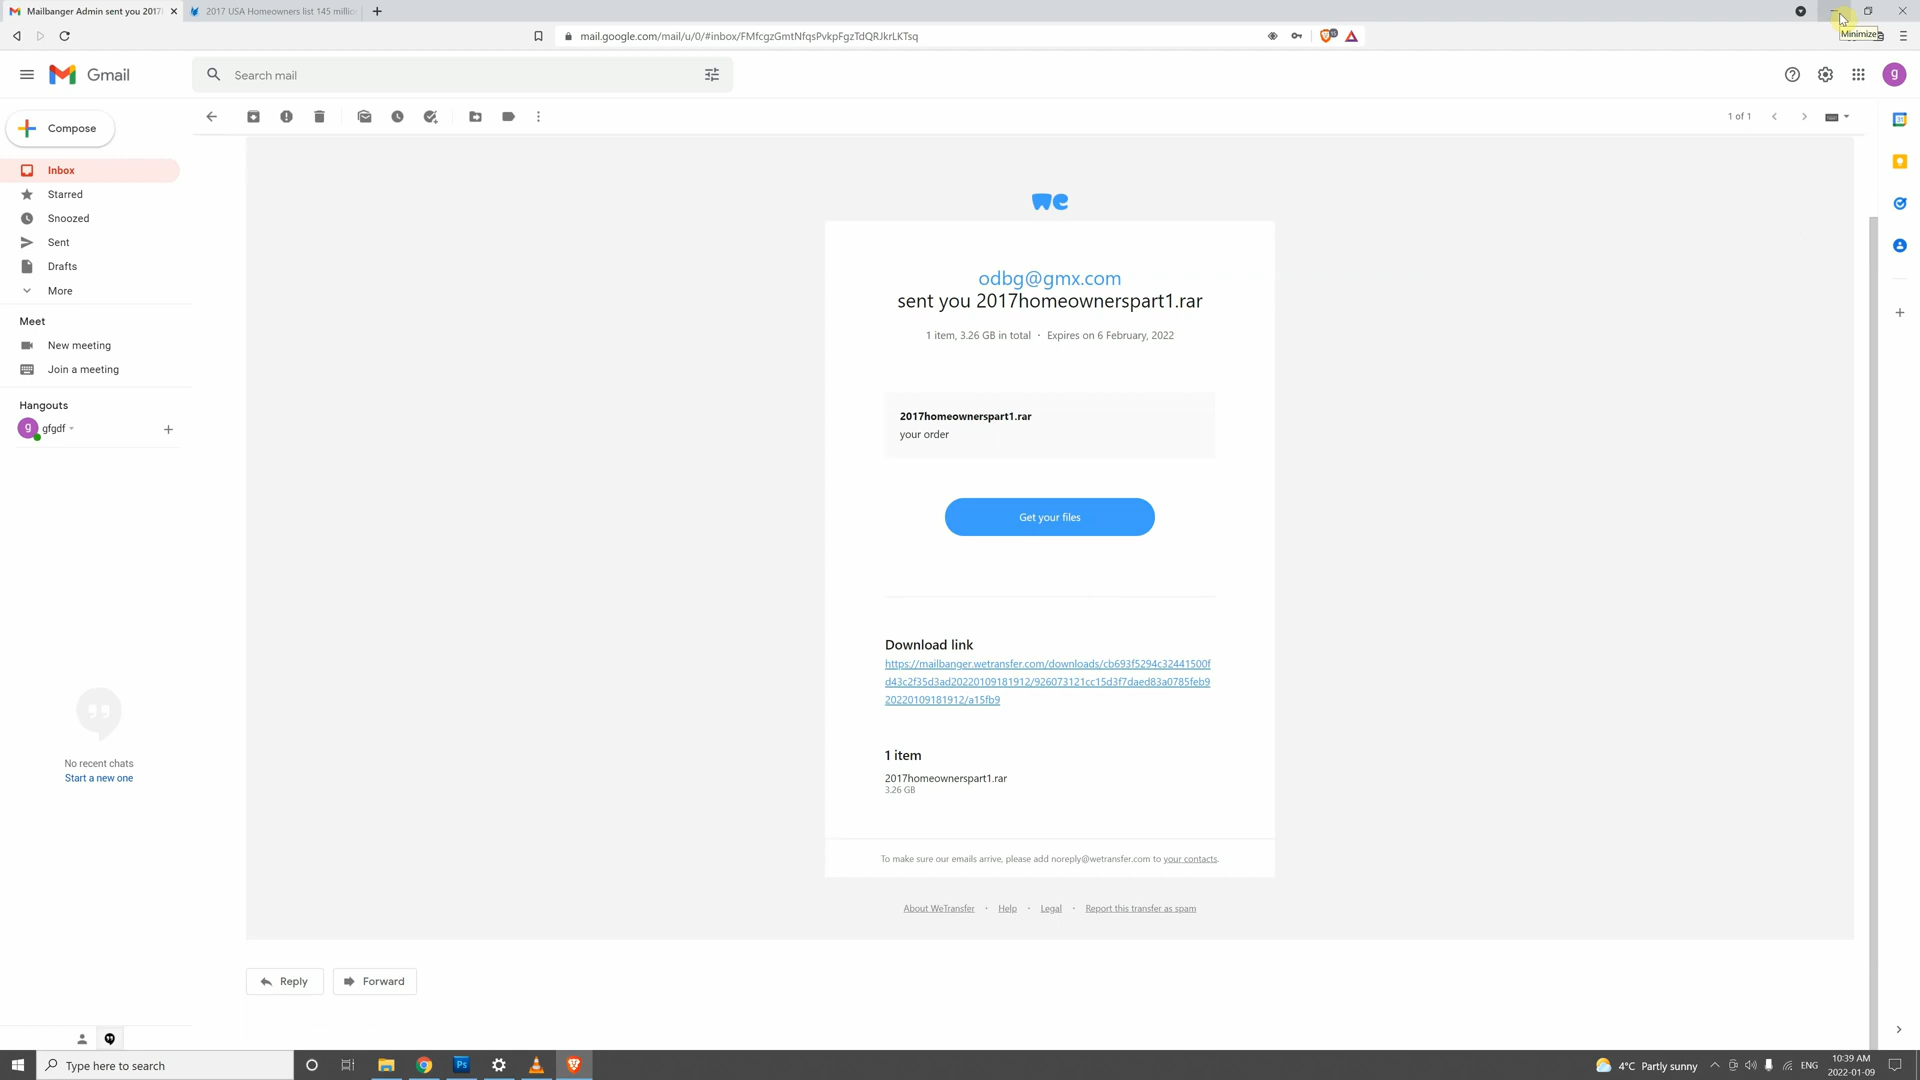 Mailbanger Admin sent you 2017
2017 USA Homeowners list 145 millio
mail.google.com/mail/u/0/#inbox/FMfcgzGmtNfqsPvkpFgzTdQRJkrLKTsq
Minimize
Gmail
Search mail
g
Compose
1 of 1
Inbox
Starred
Snoozed
Sent
Drafts
More
Meet
New meeting
Join a meeting
Hangouts
g gfgdf
No recent chats
Start a new one
we
odbg@gmx.com
sent you 2017homeownerspart1.rar
1 item, 3.26 GB in total · Expires on 6 February, 2022
2017homeownerspart1.rar
your order
Get your files
Download link
https://mailbanger.wetransfer.com/downloads/cb693f5294c32441500f
d43c2f35d3ad20220109181912/926073121cc15d3f7daed83a0785feb9
20220109181912/a15fb9
1 item
2017homeownerspart1.rar
3.26 GB
To make sure our emails arrive, please add noreply@wetransfer.com to your contacts.
About WeTransfer · Help · Legal · Report this transfer as spam
Reply
Forward
Type here to search
Ps
4°C Partly sunny
ENG
10:39 AM
2022-01-09